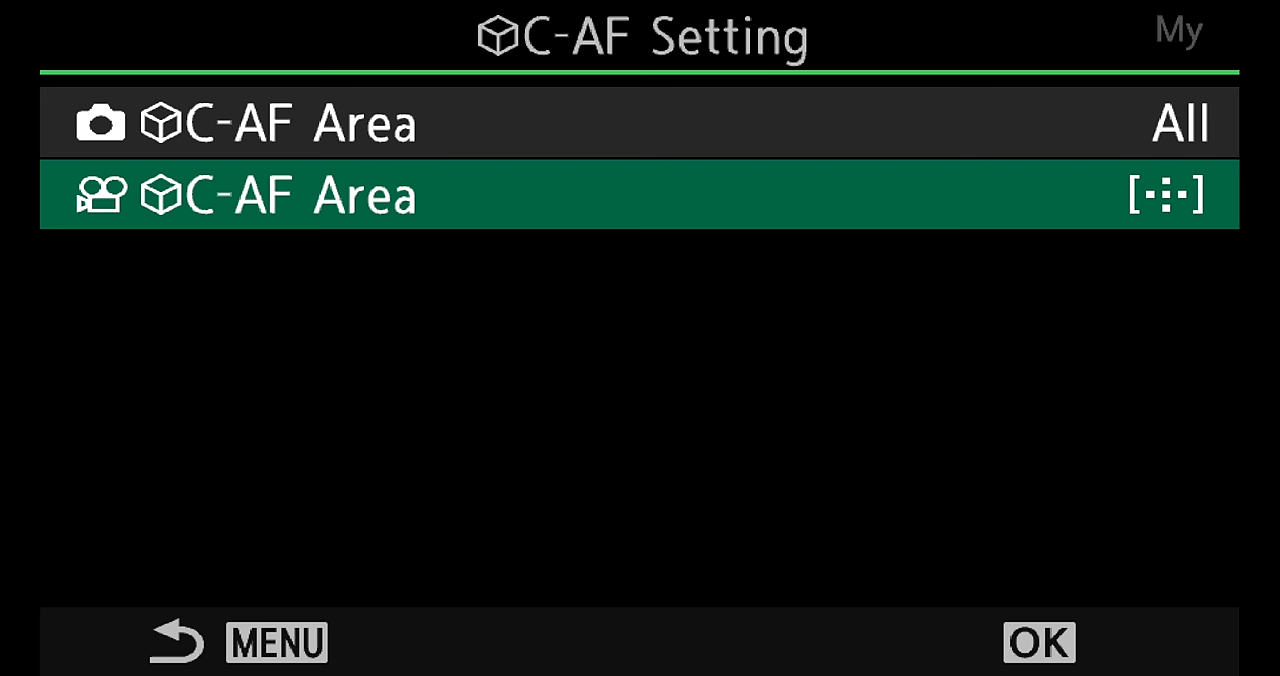 C-AF Setting
My
C-AF Area All
C-AF Area [·⁜·]
MENU OK